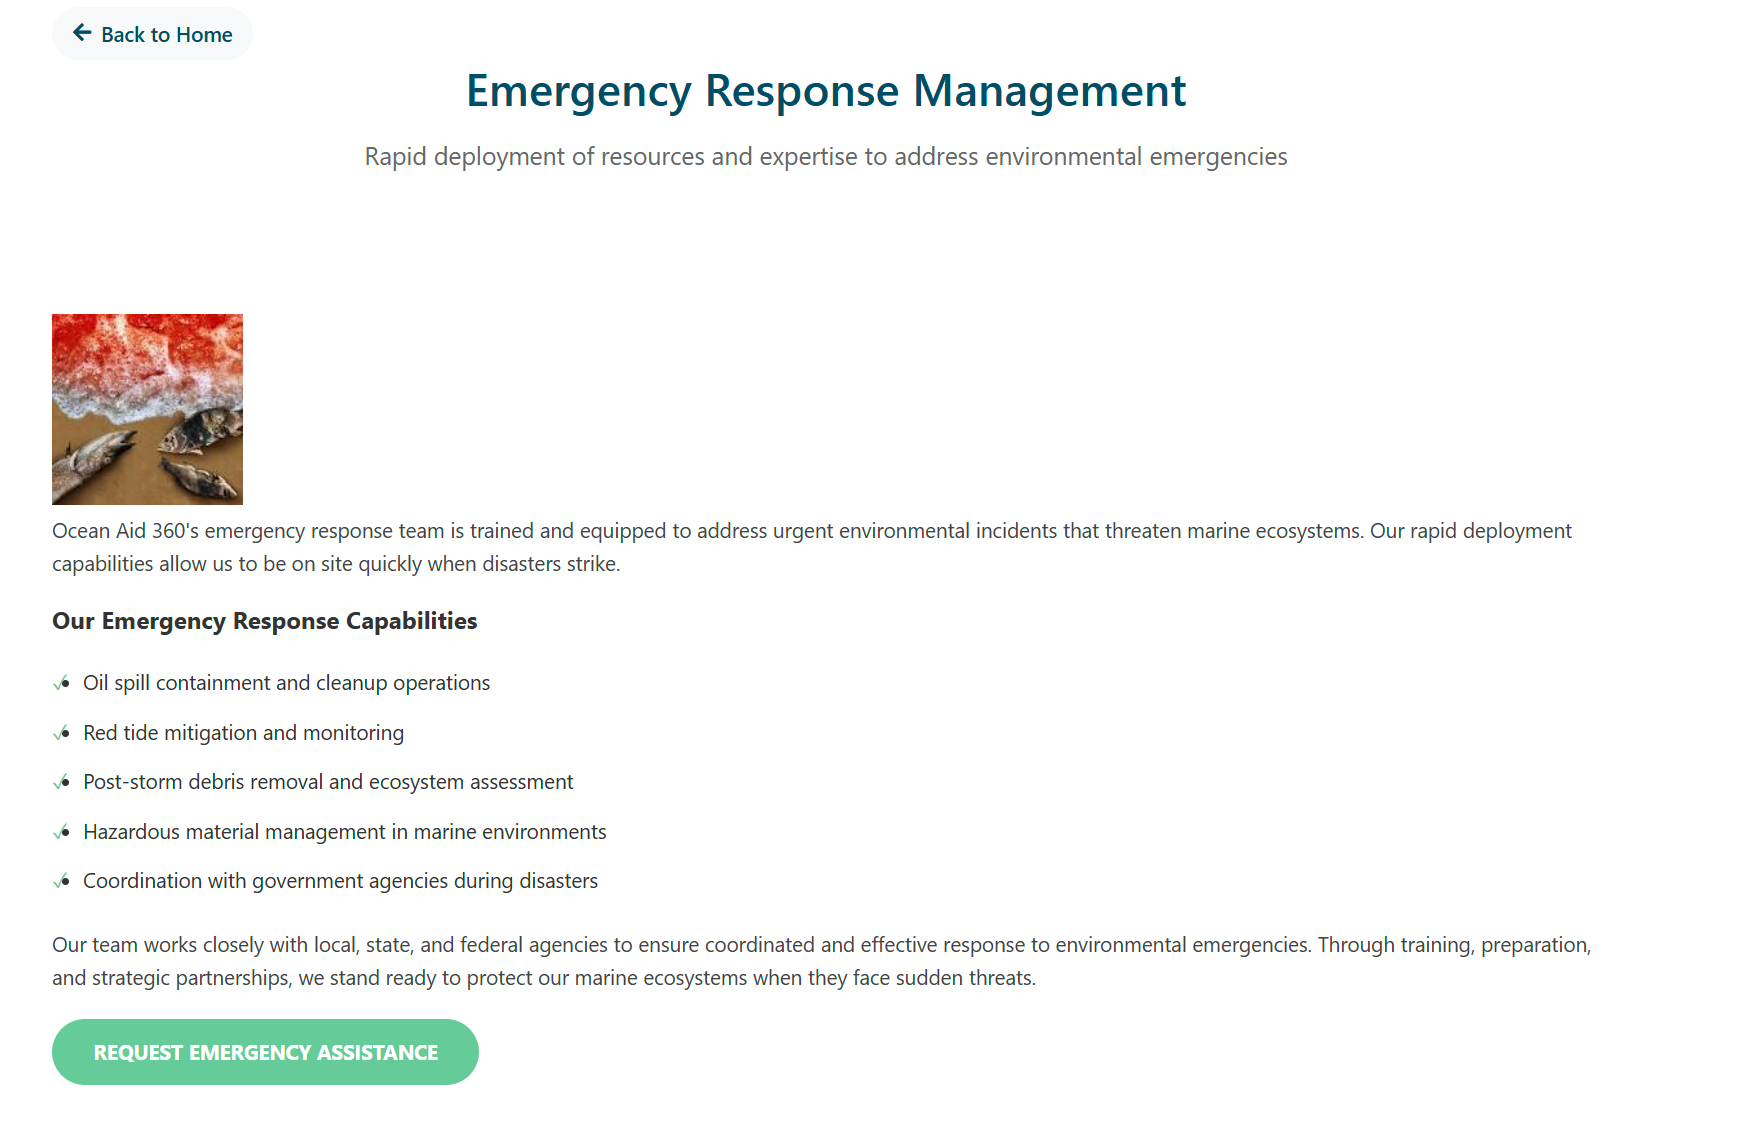 Back to Home
Emergency Response Management
Rapid deployment of resources and expertise to address environmental emergencies
Ocean Aid 360's emergency response team is trained and equipped to address urgent environmental incidents that threaten marine ecosystems. Our rapid deployment
capabilities allow us to be on site quickly when disasters strike.
Our Emergency Response Capabilities
✓• Oil spill containment and cleanup operations
✓• Red tide mitigation and monitoring
✓• Post-storm debris removal and ecosystem assessment
✓• Hazardous material management in marine environments
✓• Coordination with government agencies during disasters
Our team works closely with local, state, and federal agencies to ensure coordinated and effective response to environmental emergencies. Through training, preparation,
and strategic partnerships, we stand ready to protect our marine ecosystems when they face sudden threats.
REQUEST EMERGENCY ASSISTANCE